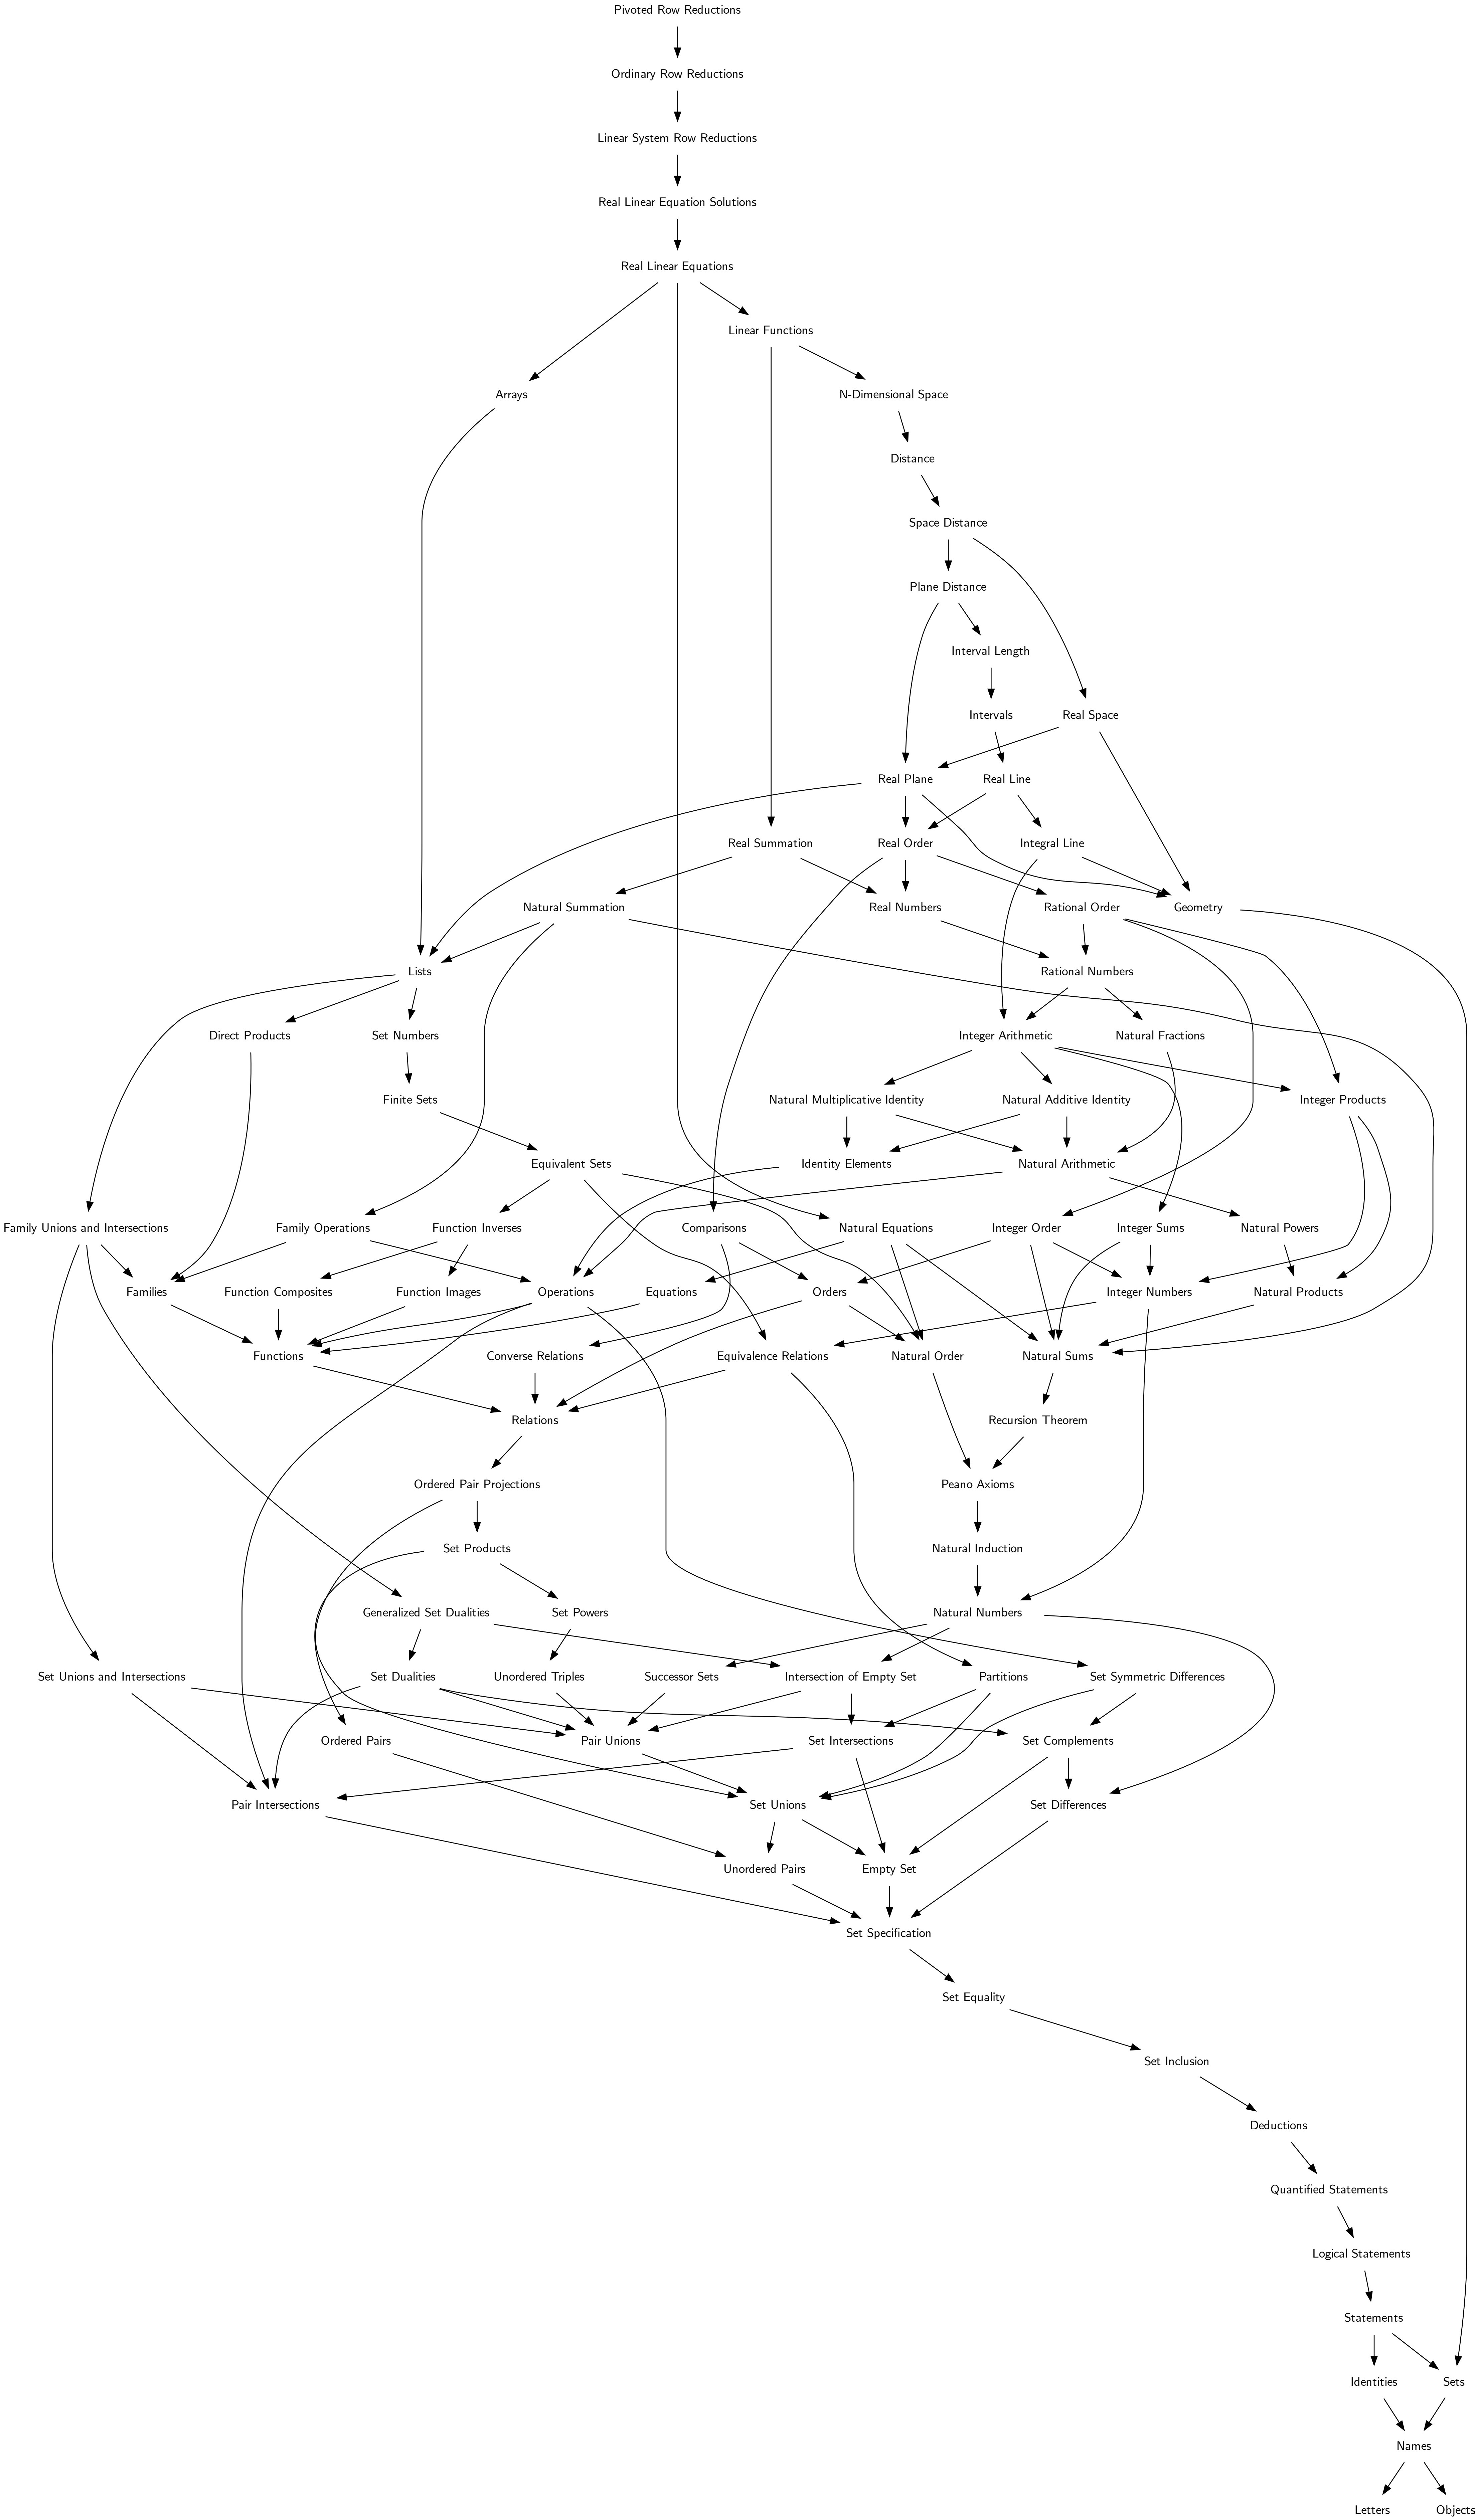 Pivoted Row Reductions
Ordinary Row Reductions
Linear System Row Reductions
Real Linear Equation Solutions
Real Linear Equations
Linear Functions
Arrays
N-Dimensional Space
Distance
Space Distance
Plane Distance
Interval Length
Intervals
Real Space
Real Plane
Real Line
Real Summation
Real Order
Integral Line
Natural Summation
Real Numbers
Rational Order
Geometry
Lists
Rational Numbers
Direct Products
Set Numbers
Integer Arithmetic
Natural Fractions
Finite Sets
Natural Multiplicative Identity
Natural Additive Identity
Integer Products
Equivalent Sets
Identity Elements
Natural Arithmetic
Family Unions and Intersections
Family Operations
Function Inverses
Comparisons
Natural Equations
Integer Order
Integer Sums
Natural Powers
Families
Function Composites
Function Images
Operations
Equations
Orders
Integer Numbers
Natural Products
Functions
Converse Relations
Equivalence Relations
Natural Order
Natural Sums
Relations
Recursion Theorem
Ordered Pair Projections
Peano Axioms
Set Products
Natural Induction
Generalized Set Dualities
Set Powers
Natural Numbers
Set Unions and Intersections
Set Dualities
Unordered Triples
Successor Sets
Intersection of Empty Set
Partitions
Set Symmetric Differences
Ordered Pairs
Pair Unions
Set Intersections
Set Complements
Pair Intersections
Set Unions
Set Differences
Unordered Pairs
Empty Set
Set Specification
Set Equality
Set Inclusion
Deductions
Quantified Statements
Logical Statements
Statements
Identities
Sets
Names
Letters
Objects